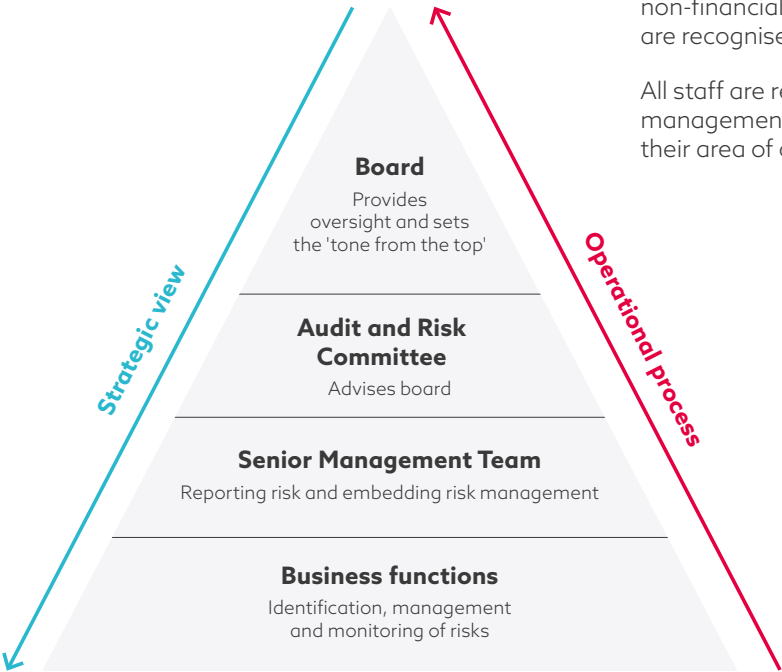 non-financial
are recognise
All staff are re
management
their area of
Board
Provides
oversight and sets
the 'tone from the top'
Strategic view
Operational process
Audit and Risk
Committee
Advises board
Senior Management Team
Reporting risk and embedding risk management
Business functions
Identification, management
and monitoring of risks